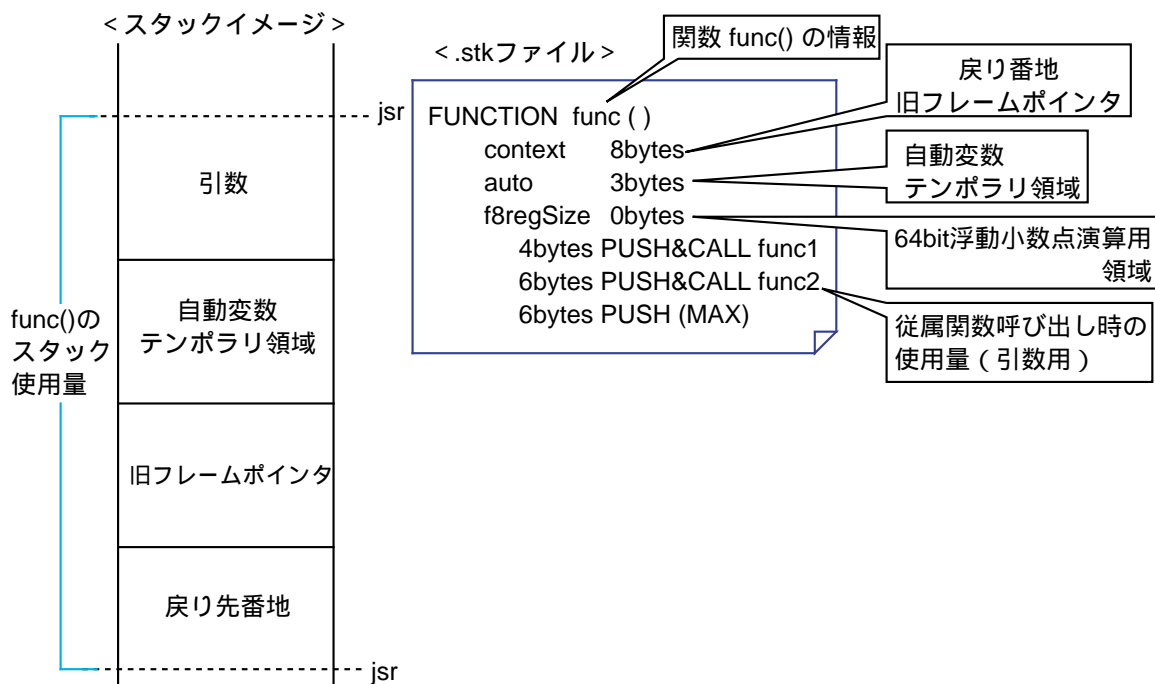 < スタックイメージ >
jsr
引数
自動変数
テンポラリ領域
旧フレームポインタ
戻り先番地
jsr
func()の
スタック
使用量
< .stkファイル >
FUNCTION func ( )
context 8bytes
auto 3bytes
f8regSize 0bytes
4bytes PUSH&CALL func1
6bytes PUSH&CALL func2
6bytes PUSH (MAX)
関数 func() の情報
戻り番地
旧フレームポインタ
自動変数
テンポラリ領域
64bit浮動小数点演算用
領域
従属関数呼び出し時の
使用量 ( 引数用 )